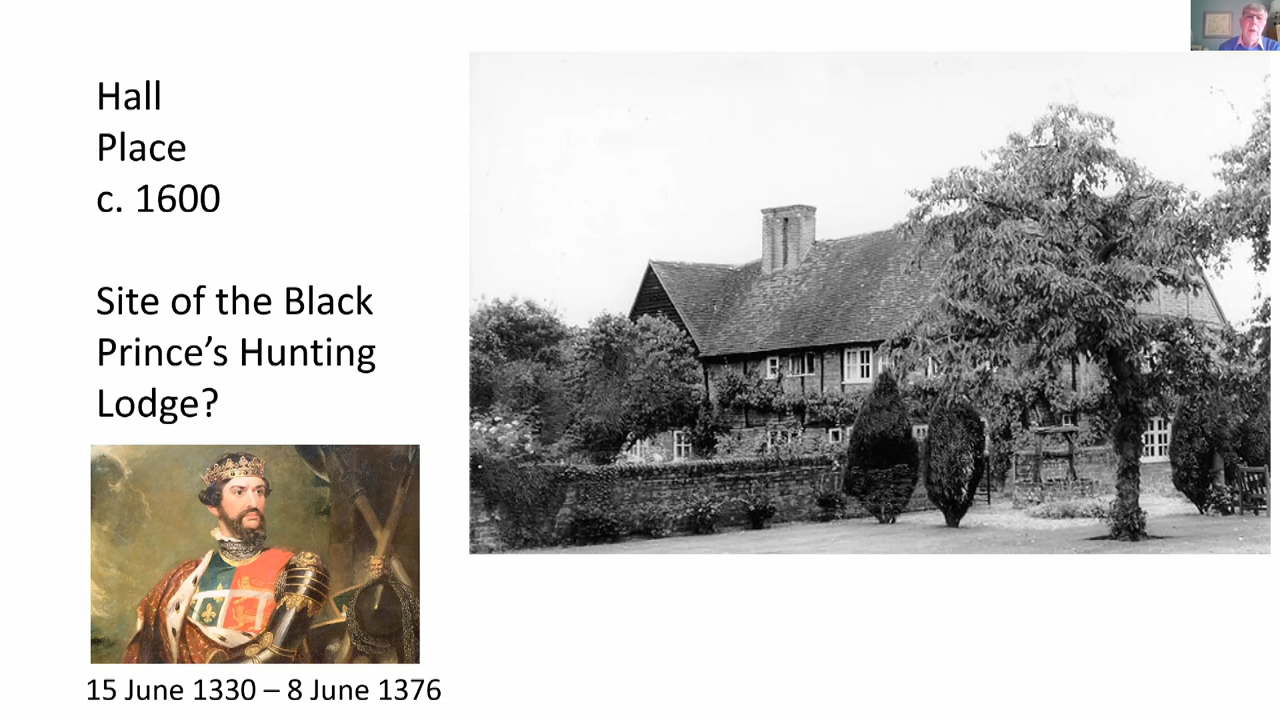 Hall
Place
c. 1600
Site of the Black
Prince’s Hunting
Lodge?
15 June 1330 – 8 June 1376